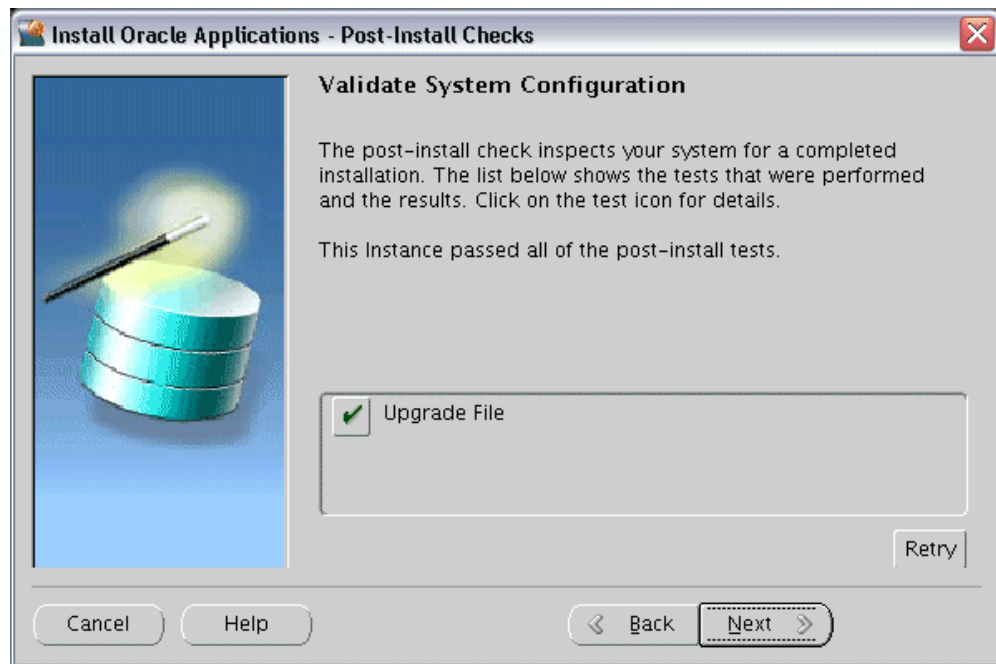 Install Oracle Applications - Post-Install Checks
Validate System Configuration
The post-install check inspects your system for a completed
installation. The list below shows the tests that were performed
and the results. Click on the test icon for details.
This Instance passed all of the post-install tests.
Upgrade File
Retry
Cancel
Help
Back
Next